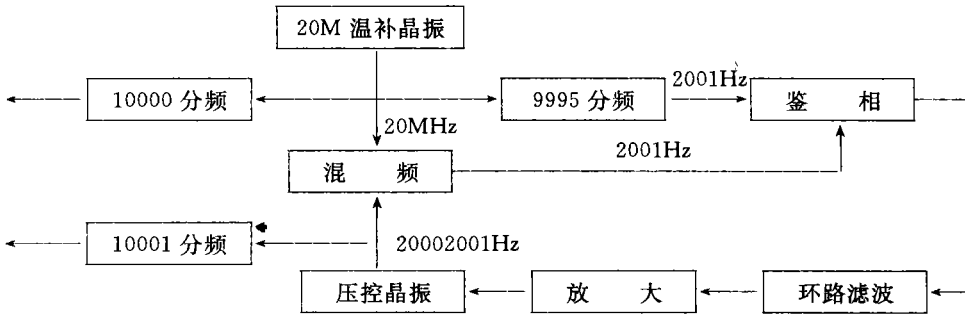 20M 温补晶振
10000 分频
9995 分频
2001Hz
鉴 相
20MHz
2001Hz
混 频
10001 分频
20002001Hz
压控晶振
放 大
环路滤波